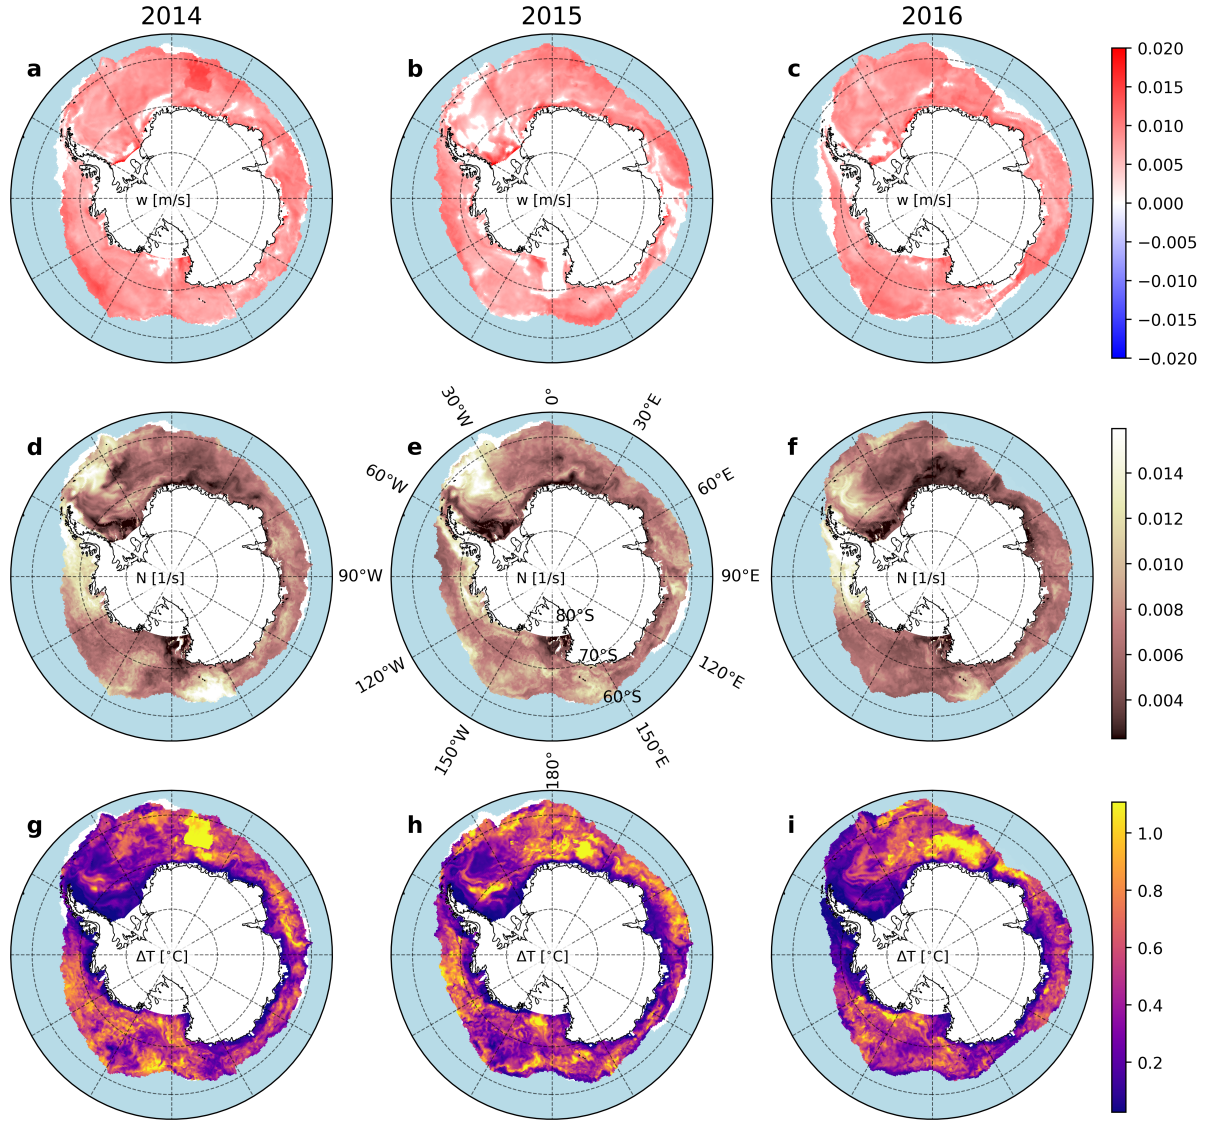 2014 2015 2016
a b c
w [m/s] w [m/s] w [m/s]
0.020
0.015
0.010
0.005
0.000
−0.005
−0.010
−0.015
−0.020
d e f
30°W 0° 30°E
60°W 60°E
90°W 90°E
120°W 120°E
150°W 180° 150°E
N [1/s] N [1/s] N [1/s]
80°S
70°S
60°S
0.014
0.012
0.010
0.008
0.006
0.004
g h i
ΔT [°C] ΔT [°C] ΔT [°C]
1.0
0.8
0.6
0.4
0.2